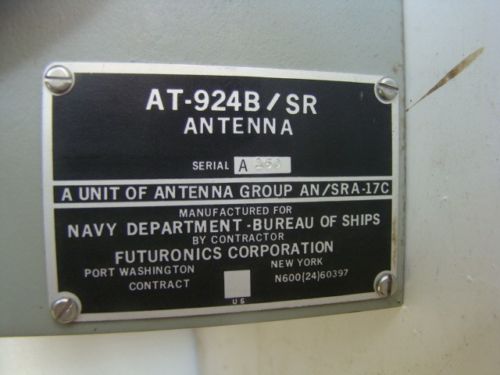 AT-924B/SR
ANTENNA
SERIAL A
A UNIT OF ANTENNA GROUP AN/SRA-17C
MANUFACTURED FOR
NAVY DEPARTMENT - BUREAU OF SHIPS
BY CONTRACTOR
FUTURONICS CORPORATION
PORT WASHINGTON NEW YORK
CONTRACT N600(24)60397
US